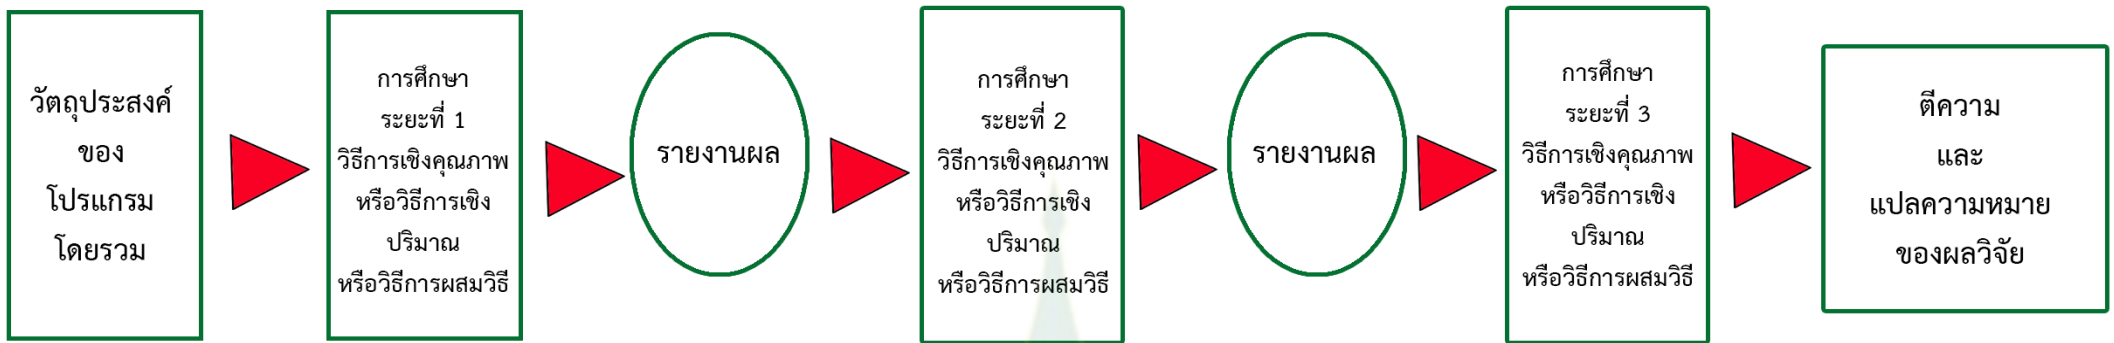 วัตถุประสงค์
ของ
โปรแกรม
โดยรวม
การศึกษา
ระยะที่ 1
วิธีการเชิงคุณภาพ
หรือวิธีการเชิง
ปริมาณ
หรือวิธีการผสมวิธี
รายงานผล
การศึกษา
ระยะที่ 2
วิธีการเชิงคุณภาพ
หรือวิธีการเชิง
ปริมาณ
หรือวิธีการผสมวิธี
รายงานผล
การศึกษา
ระยะที่ 3
วิธีการเชิงคุณภาพ
หรือวิธีการเชิง
ปริมาณ
หรือวิธีการผสมวิธี
ตีความ
และ
แปลความหมาย
ของผลวิจัย